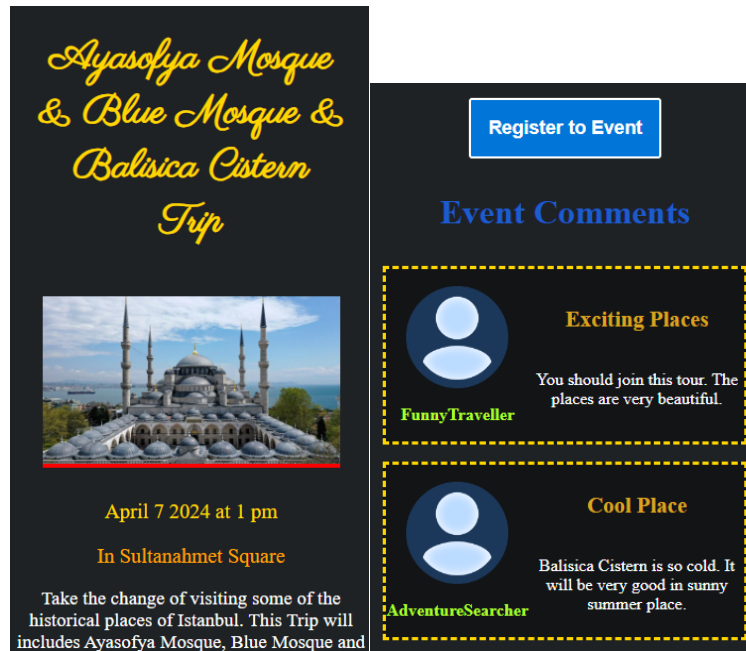 Ayasofya Mosque
& Blue Mosque &
Balisica Cistern
Trip
April 7 2024 at 1 pm
In Sultanahmet Square
Take the change of visiting some of the
historical places of Istanbul. This Trip will
includes Ayasofya Mosque, Blue Mosque and
Register to Event
Event Comments
Exciting Places
You should join this tour. The
places are very beautiful.
FunnyTraveller
Cool Place
Balisica Cistern is so cold. It
will be very good in sunny
summer place.
AdventureSearcher